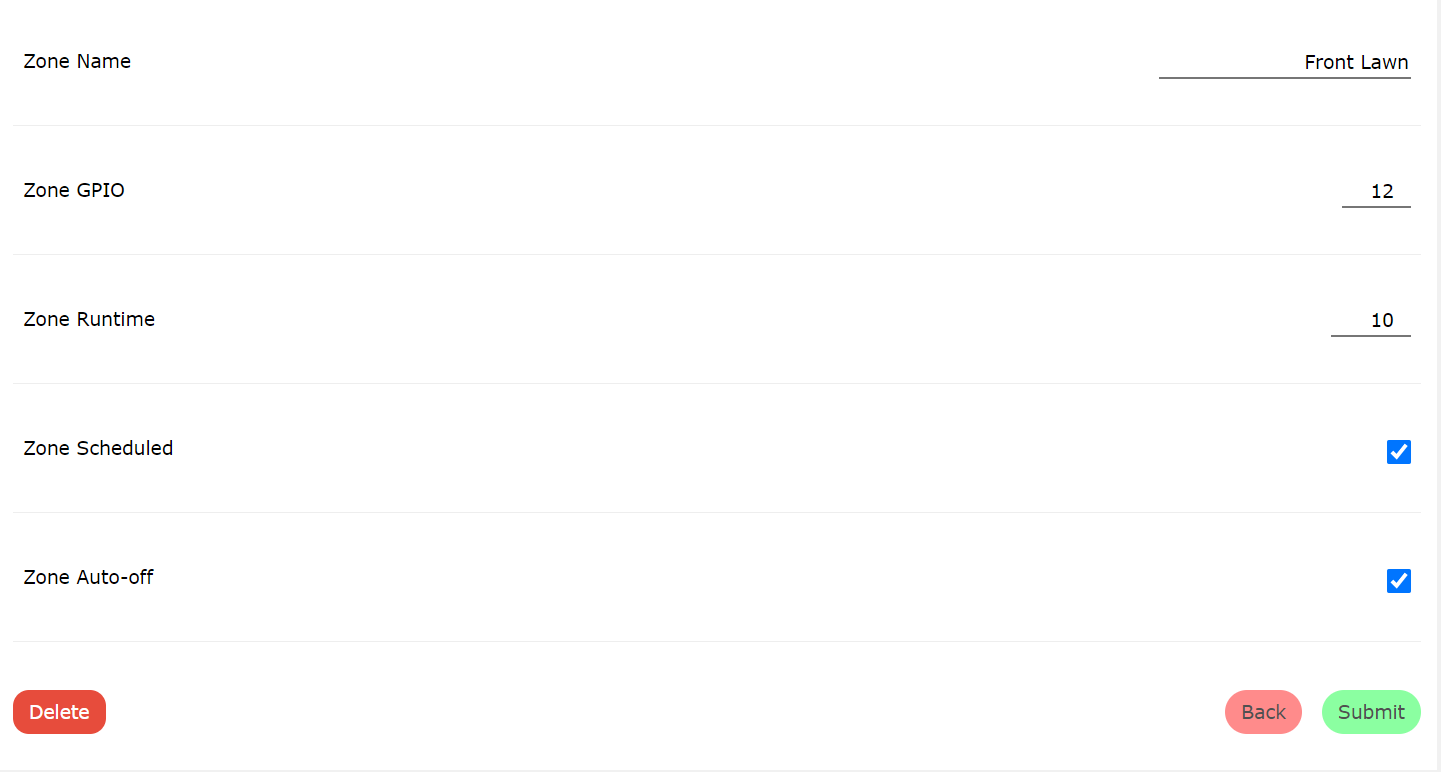 Zone Name Front Lawn
Zone GPIO 12
Zone Runtime 10
Zone Scheduled
Zone Auto-off
Delete Back Submit